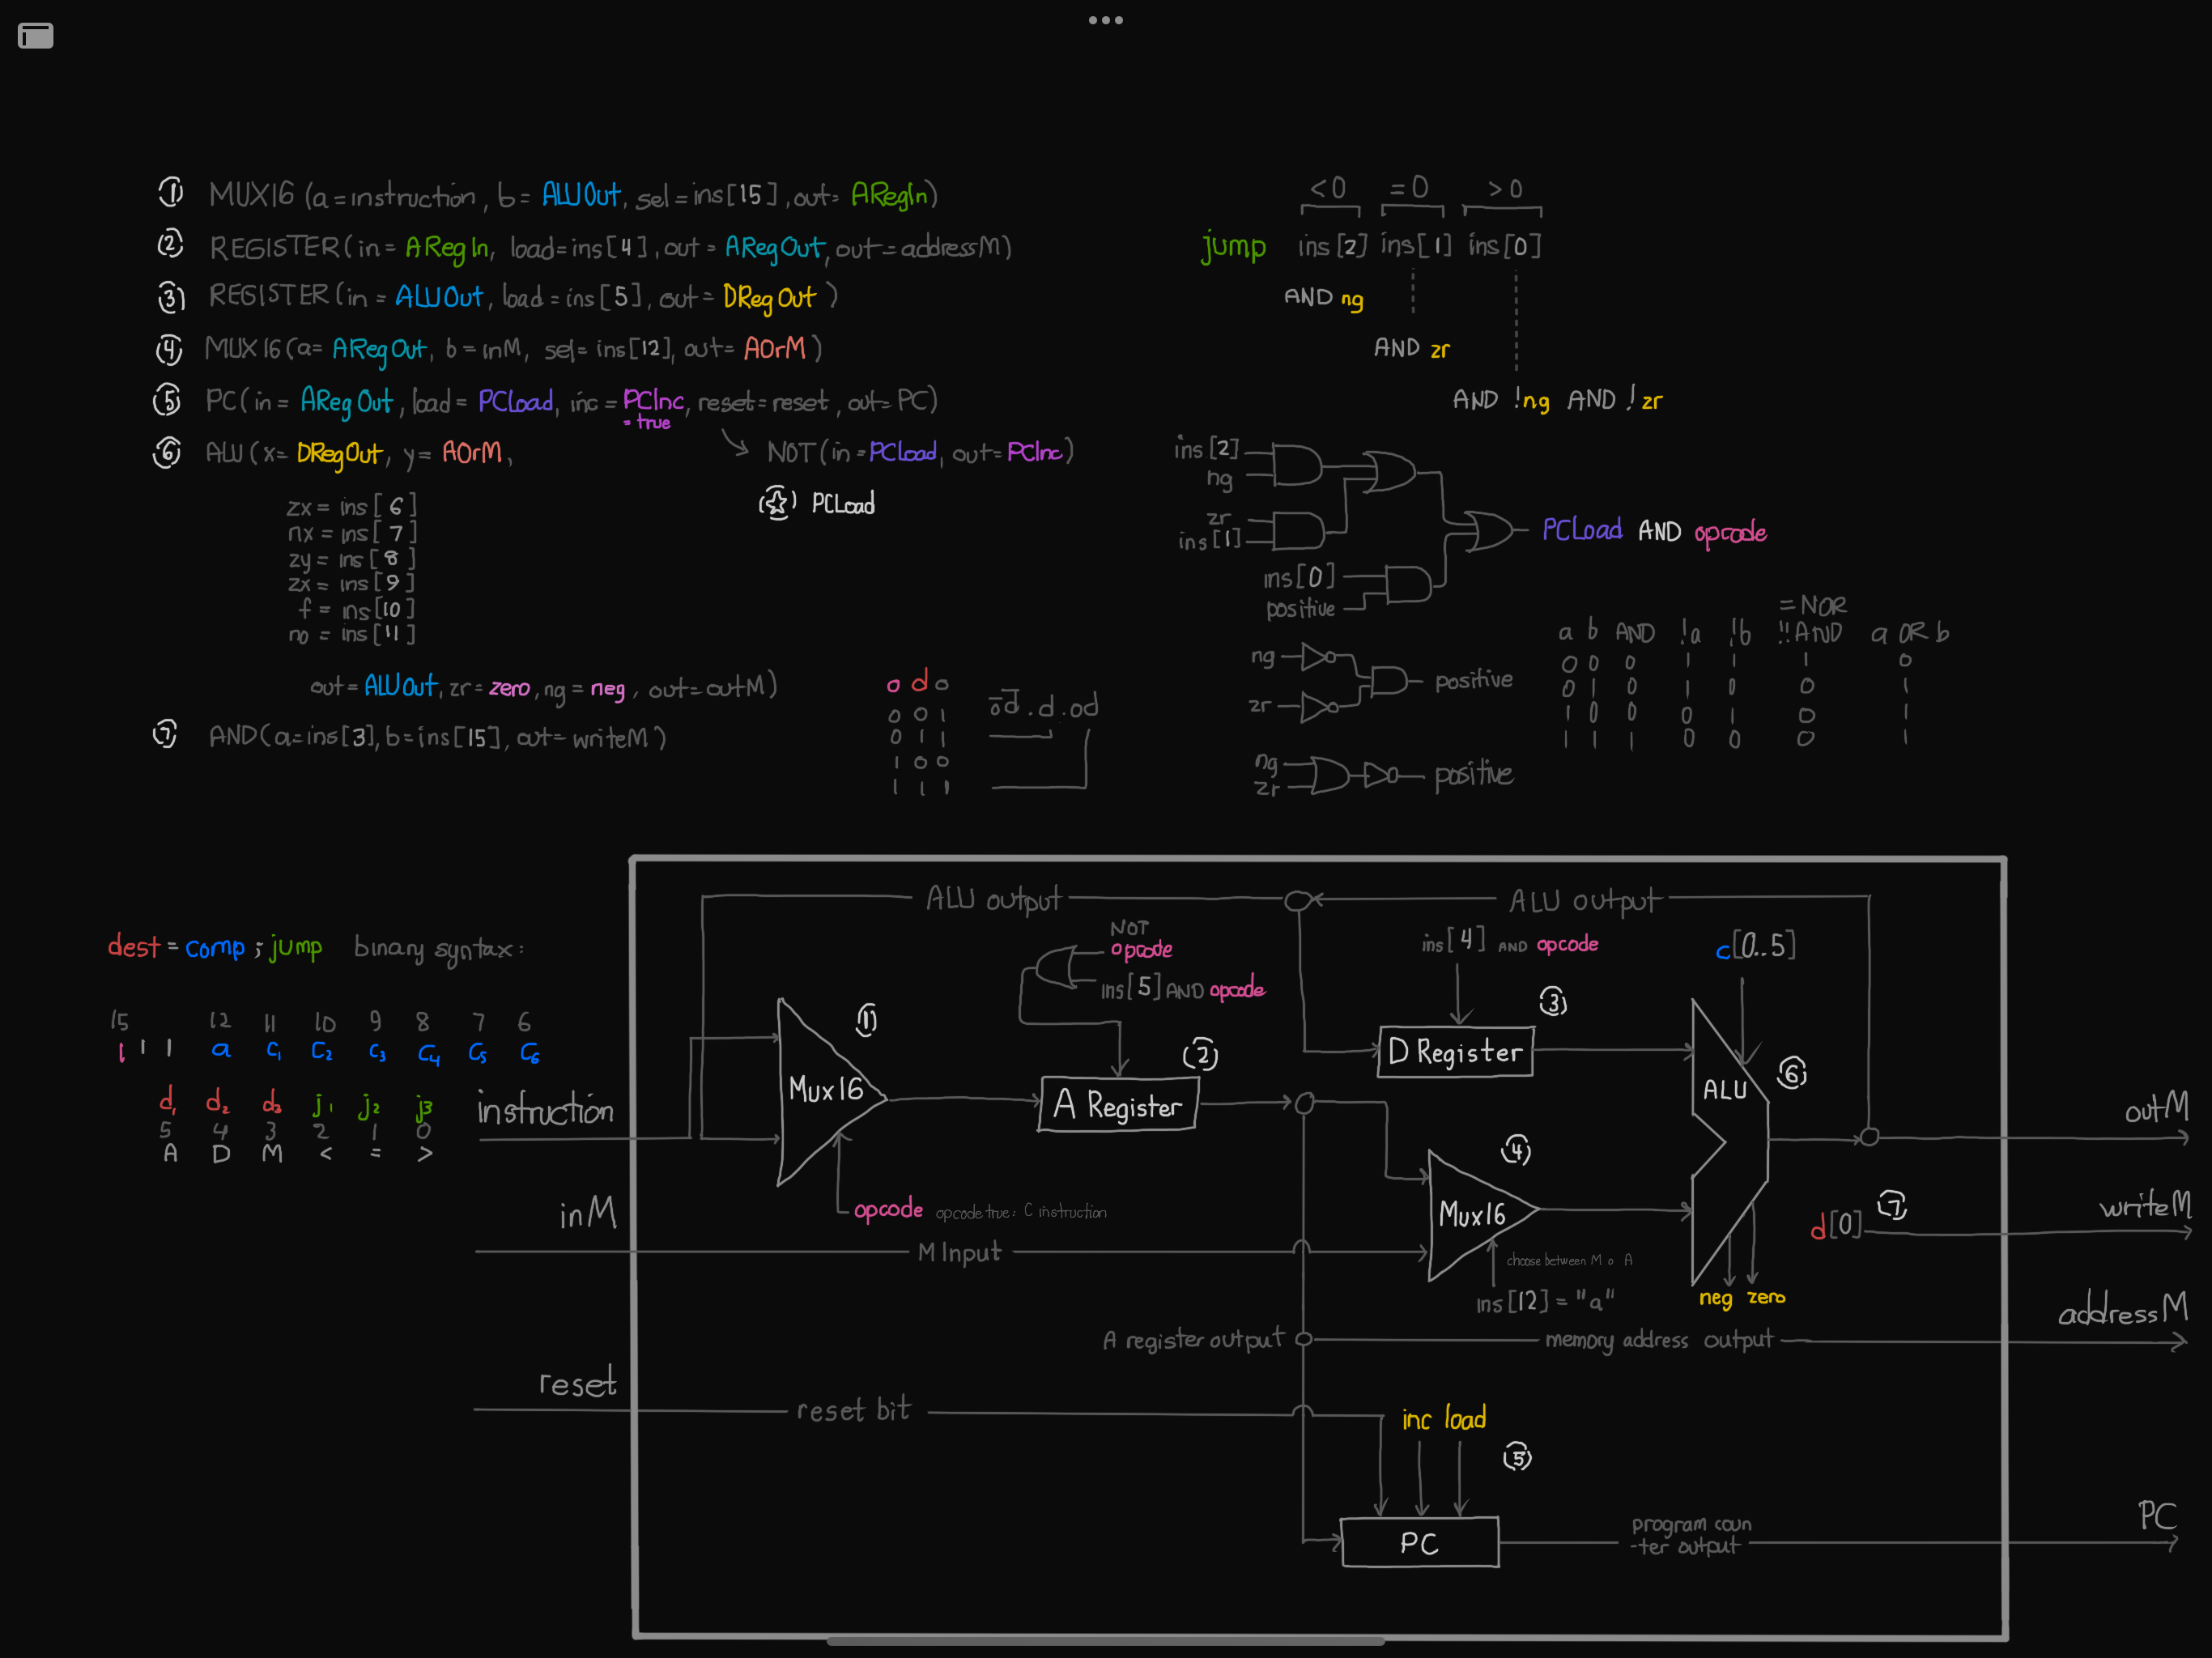 ① MUX16 (a=instruction, b=ALUOut, sel=ins[15], out=ARegIn)
② REGISTER(in=ARegIn, load=ins[4], out=ARegOut, out=addressM)
③ REGISTER(in=ALUOut, load=ins[5], out=DRegOut)
④ MUX16(a=ARegOut, b=inM, sel=ins[12], out=AOrM)
⑤ PC(in=ARegOut, load=PCLoad, inc=PCInc, reset=reset, out=PC)
=true
⑥ ALU(x=DRegOut, y=AOrM,
NOT(in=PCLoad, out=PCInc)
☆ PCLoad
zx = ins[6]
nx = ins[7]
zy = ins[8]
zx = ins[9]
f = ins[10]
no = ins[11]
out=ALUOut, zr=zero, ng=neg, out=outM)
⑦ AND(a=ins[3], b=ins[15], out=writeM)
o d o
0 0 1
0 1 1
1 0 0
1 1 1
od.d.od
<0 =0 >0
jump ins[2] ins[1] ins[0]
AND ng
AND zr
AND !ng AND !zr
ins[2]
ng
zr
ins[1]
ins[0]
positive
PCLoad AND opcode
ng
zr
positive
ng
zr
positive
=NOR
a b AND !a !b !!AND a OR b
0 0 0 1 1 1 0
0 1 0 1 0 0 1
1 0 0 0 1 0 1
1 1 1 0 0 0 1
dest=comp;jump binary syntax:
15 12 11 10 9 8 7 6
1 1 1 a c1 c2 c3 c4 c5 c6
d1 d2 d3 j1 j2 j3
5 4 3 2 1 0
A D M < = >
instruction
inM
reset
ALU output
ALU output
NOT
opcode
ins[5] AND opcode
ins[4] AND opcode
c[0..5]
①
Mux16
②
A Register
③
D Register
⑥
ALU
opcode opcode true: C instruction
④
Mux16
M Input
choose between M o A
ins[12]="a"
neg zero
d[0] ⑦
A register output
memory address output
reset bit
inc load
⑤
PC
program coun
-ter output
outM
writeM
addressM
PC